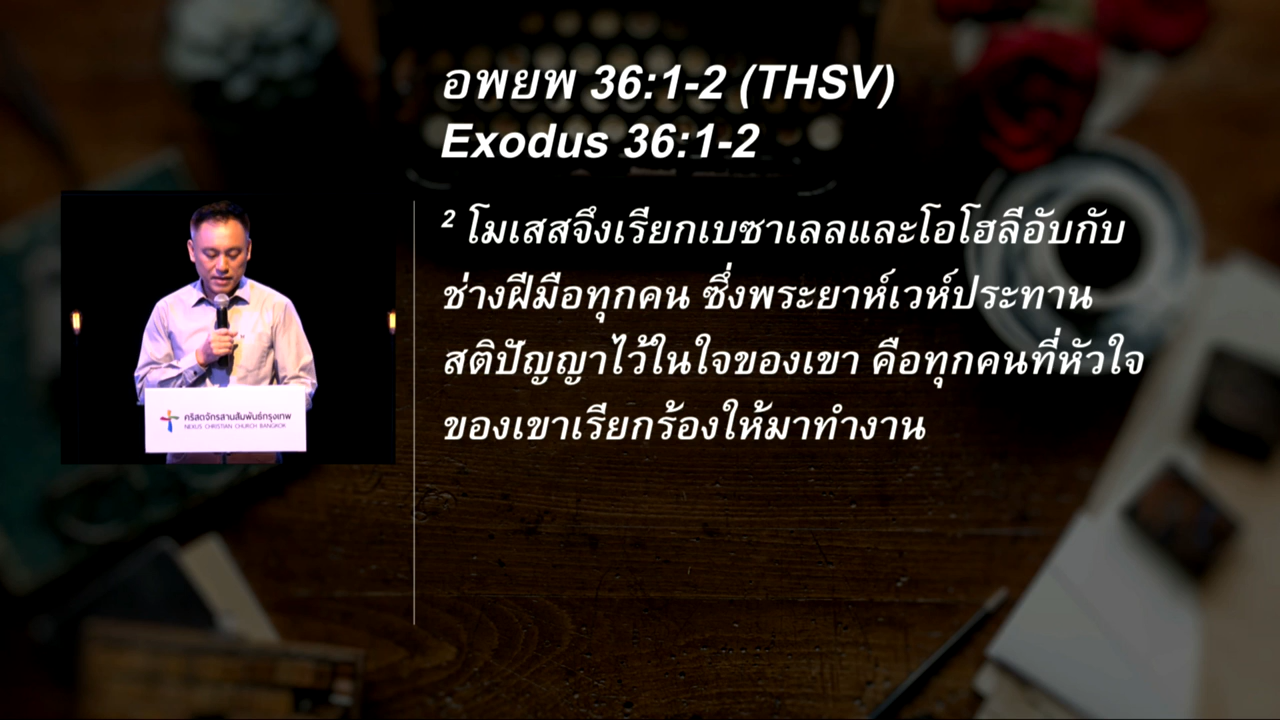 อพยพ 36:1-2 (THSV)
Exodus 36:1-2
² โมเสสจึงเรียกเบซาเลลและโอโฮลีอับกับ
ช่างฝีมือทุกคน ซึ่งพระยาห์เวห์ประทาน
สติปัญญาไว้ในใจของเขา คือทุกคนที่หัวใจ
ของเขาเรียกร้องให้มาทำงาน
คริสตจักรสานสัมพันธ์กรุงเทพ
NEXUS CHRISTIAN CHURCH BANGKOK